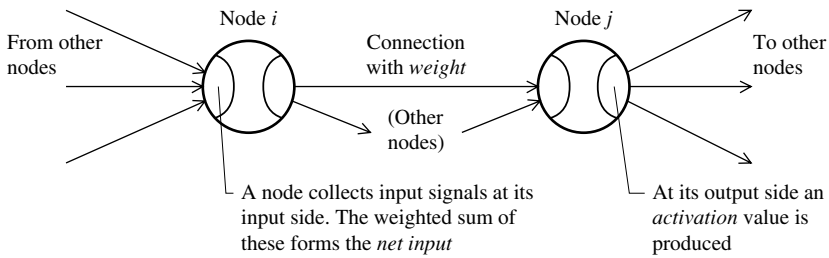 Node i
Node j
From other
nodes
Connection
with weight
To other
nodes
(Other
nodes)
A node collects input signals at its
input side. The weighted sum of
these forms the net input
At its output side an
activation value is
produced